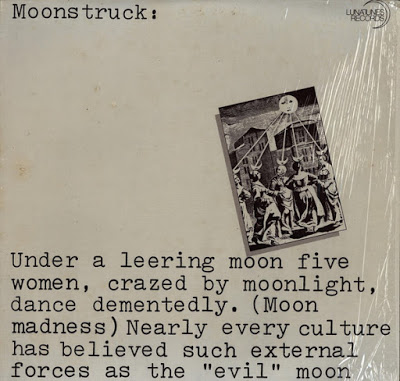 Moonstruck:
LUNATUNES
RECORDS
Under a leering moon five
women, crazed by moonlight,
dance dementedly. (Moon
madness) Nearly every culture
has believed such external
forces as the "evil" moon